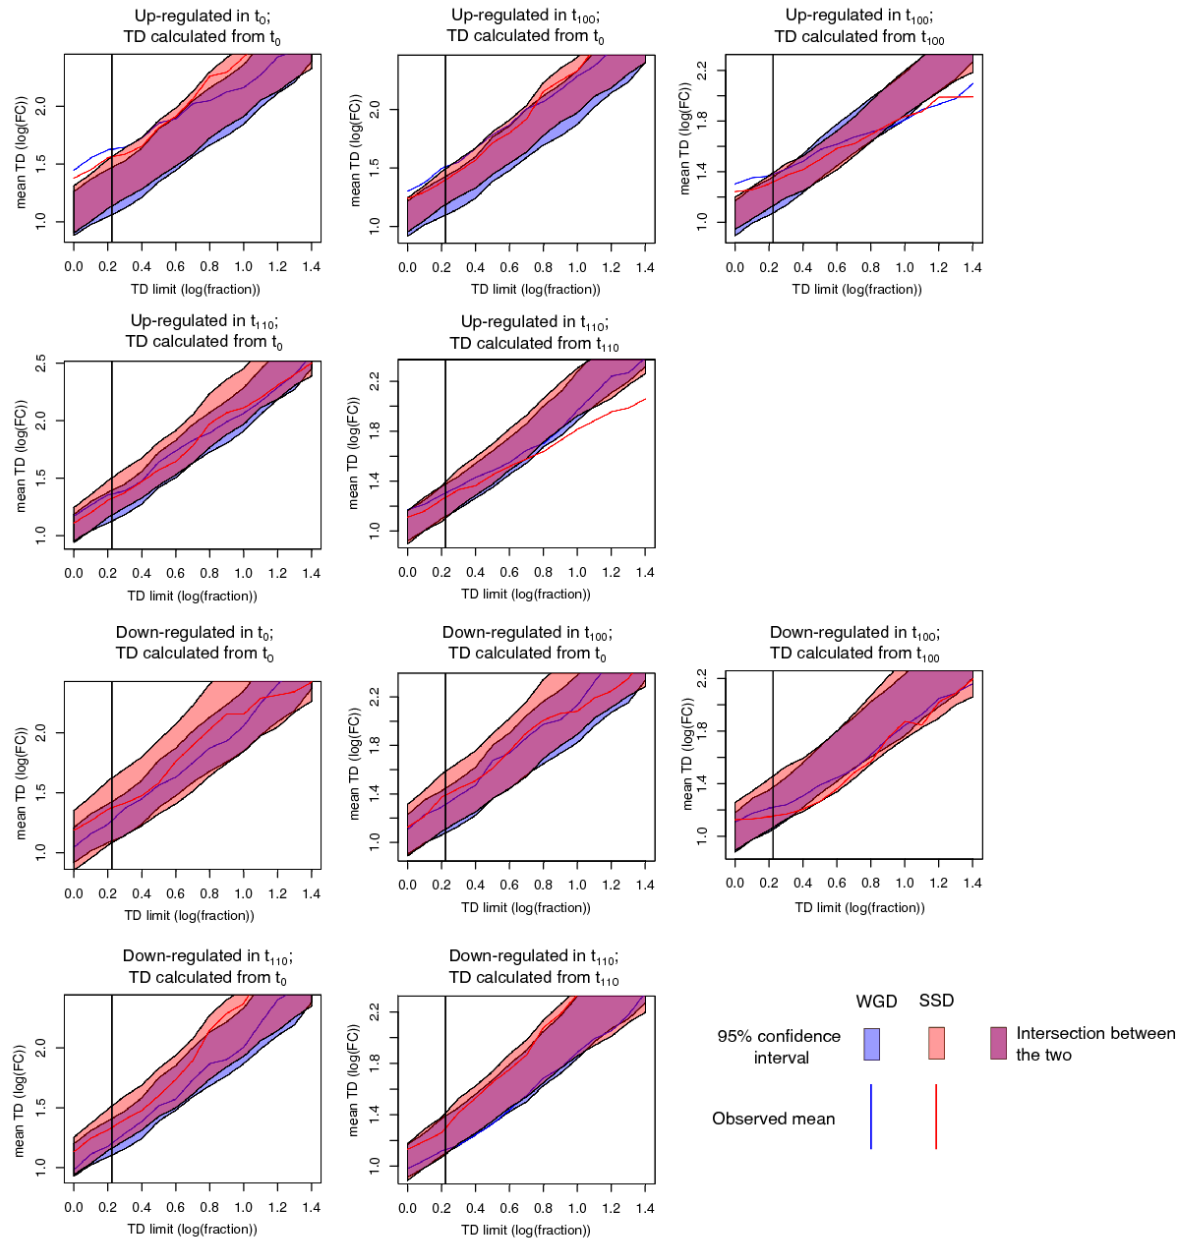 Up-regulated in t0;
TD calculated from t0
mean TD (log(FC))
2.0
1.5
1.0
0.0 0.2 0.4 0.6 0.8 1.0 1.2 1.4
TD limit (log(fraction))
Up-regulated in t100;
TD calculated from t0
mean TD (log(FC))
2.0
1.5
1.0
0.0 0.2 0.4 0.6 0.8 1.0 1.2 1.4
TD limit (log(fraction))
Up-regulated in t100;
TD calculated from t100
mean TD (log(FC))
2.2
1.8
1.4
1.0
0.0 0.2 0.4 0.6 0.8 1.0 1.2 1.4
TD limit (log(fraction))
Up-regulated in t110;
TD calculated from t0
mean TD (log(FC))
2.5
2.0
1.5
1.0
0.0 0.2 0.4 0.6 0.8 1.0 1.2 1.4
TD limit (log(fraction))
Up-regulated in t110;
TD calculated from t110
mean TD (log(FC))
2.2
1.8
1.4
1.0
0.0 0.2 0.4 0.6 0.8 1.0 1.2 1.4
TD limit (log(fraction))
Down-regulated in t0;
TD calculated from t0
mean TD (log(FC))
2.0
1.5
1.0
0.0 0.2 0.4 0.6 0.8 1.0 1.2 1.4
TD limit (log(fraction))
Down-regulated in t100;
TD calculated from t0
mean TD (log(FC))
2.2
1.8
1.4
1.0
0.0 0.2 0.4 0.6 0.8 1.0 1.2 1.4
TD limit (log(fraction))
Down-regulated in t100;
TD calculated from t100
mean TD (log(FC))
2.2
1.8
1.4
1.0
0.0 0.2 0.4 0.6 0.8 1.0 1.2 1.4
TD limit (log(fraction))
Down-regulated in t110;
TD calculated from t0
mean TD (log(FC))
2.0
1.5
1.0
0.0 0.2 0.4 0.6 0.8 1.0 1.2 1.4
TD limit (log(fraction))
Down-regulated in t110;
TD calculated from t110
mean TD (log(FC))
2.2
1.8
1.4
1.0
0.0 0.2 0.4 0.6 0.8 1.0 1.2 1.4
TD limit (log(fraction))
WGD SSD
95% confidence
interval
Intersection between
the two
Observed mean